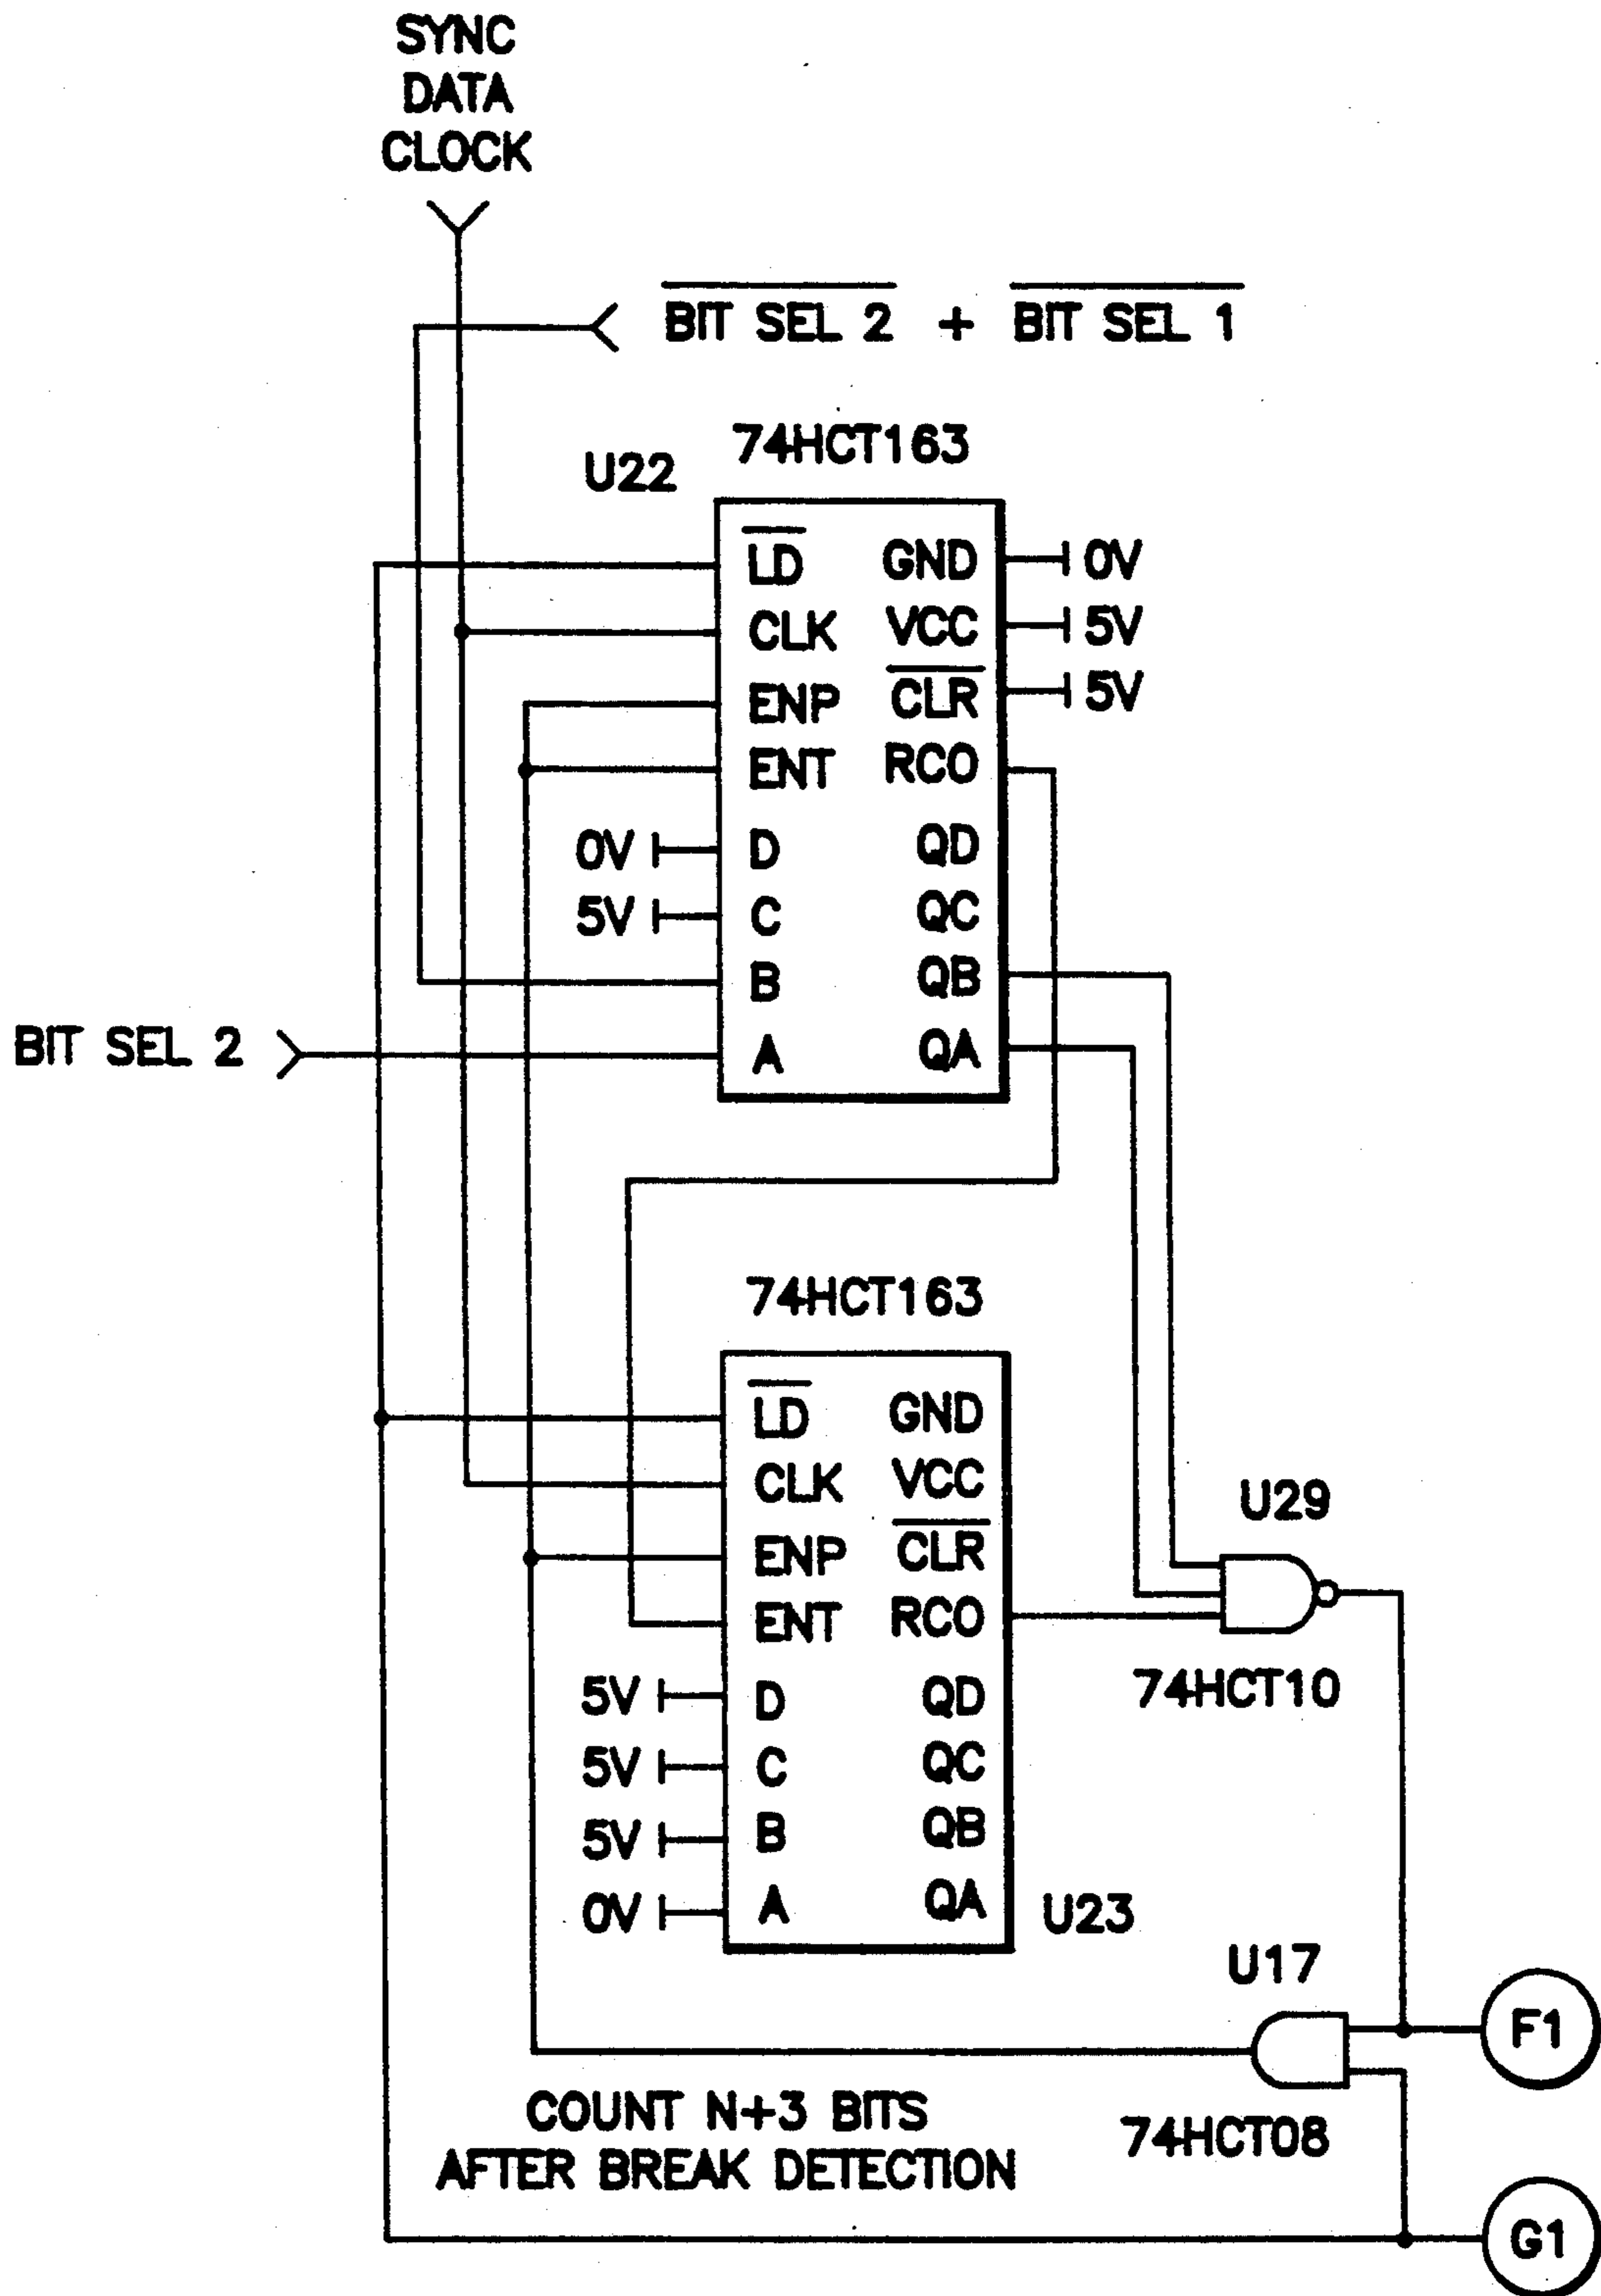 SYNC
DATA
CLOCK
BIT SEL 2 + BIT SEL 1
74HCT163
U22
LD GND 0V
CLK VCC 5V
ENP CLR 5V
ENT RCO
0V D QD
5V C QC
B QB
BIT SEL 2 A QA
74HCT163
LD GND
CLK VCC
U29
ENP CLR
ENT RCO
74HCT10
5V D QD
5V C QC
5V B QB
0V A QA U23
U17
F1
COUNT N+3 BITS
74HCT08
AFTER BREAK DETECTION
G1